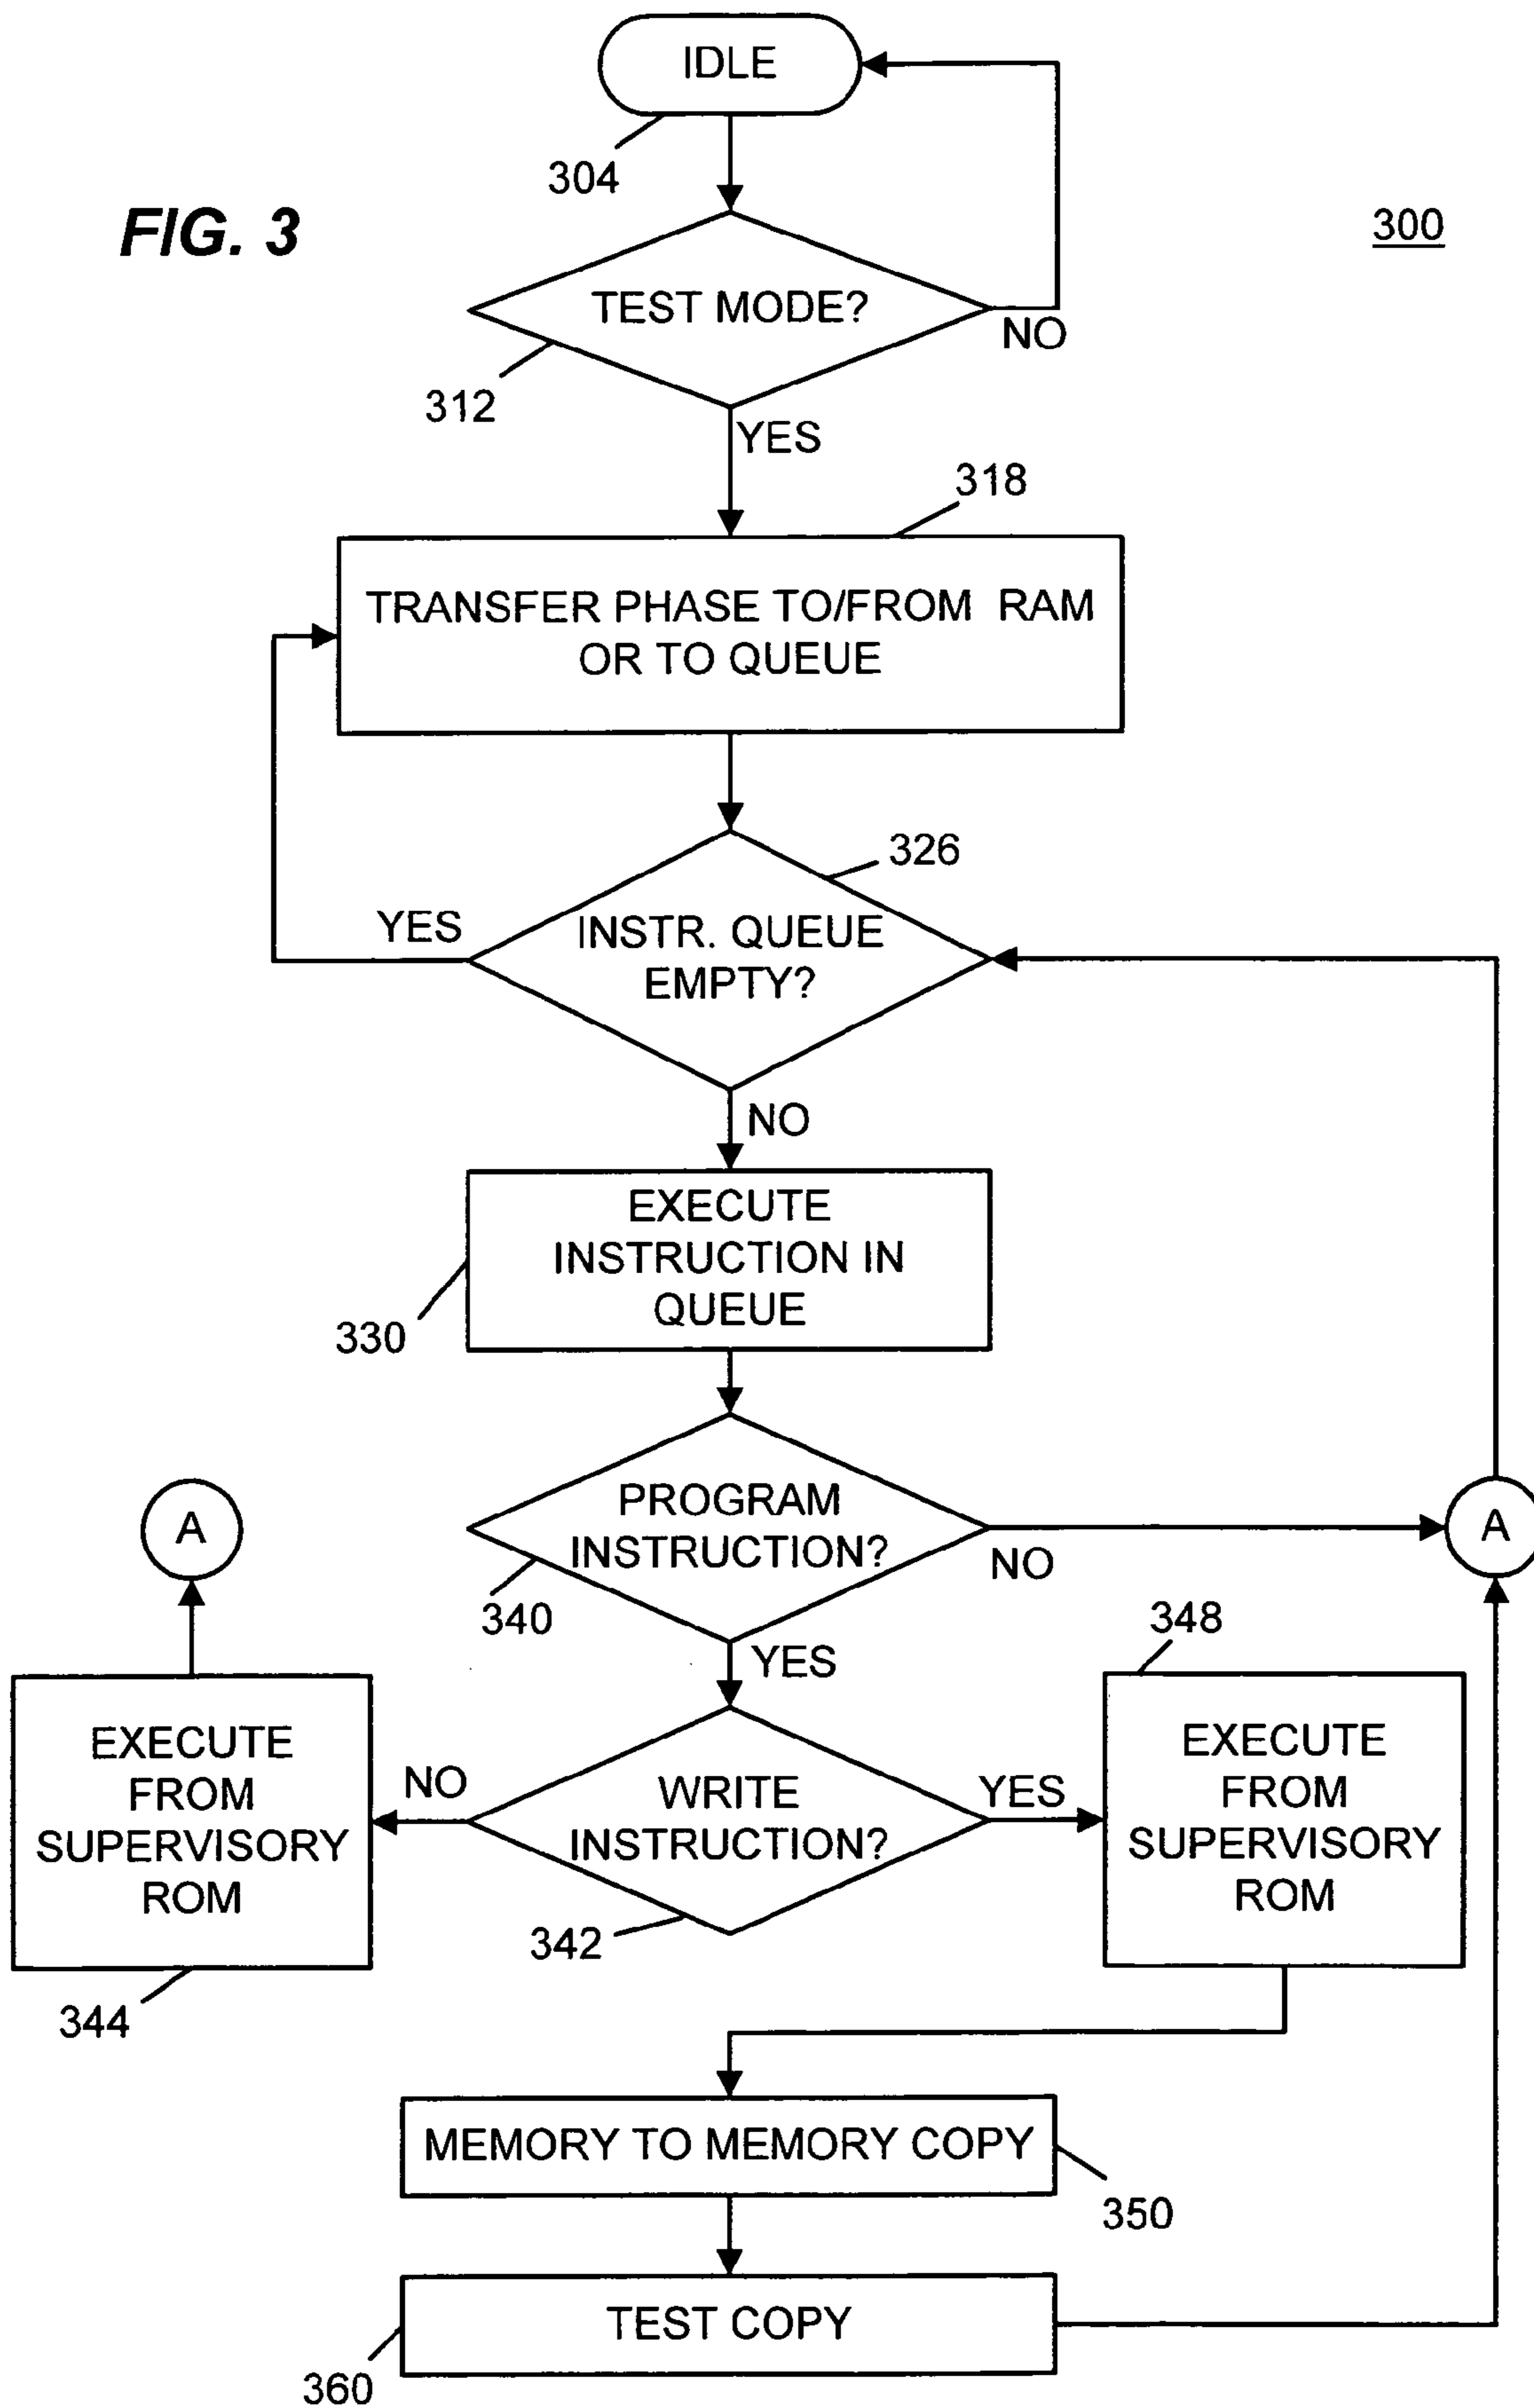 IDLE
304
FIG. 3
300
TEST MODE?
NO
312
YES
318
TRANSFER PHASE TO/FROM RAM
OR TO QUEUE
326
YES
INSTR. QUEUE
EMPTY?
NO
EXECUTE
INSTRUCTION IN
QUEUE
330
A
PROGRAM
INSTRUCTION?
A
NO
340
348
YES
EXECUTE
FROM
SUPERVISORY
ROM
NO
WRITE
INSTRUCTION?
YES
EXECUTE
FROM
SUPERVISORY
ROM
342
344
MEMORY TO MEMORY COPY
350
TEST COPY
360